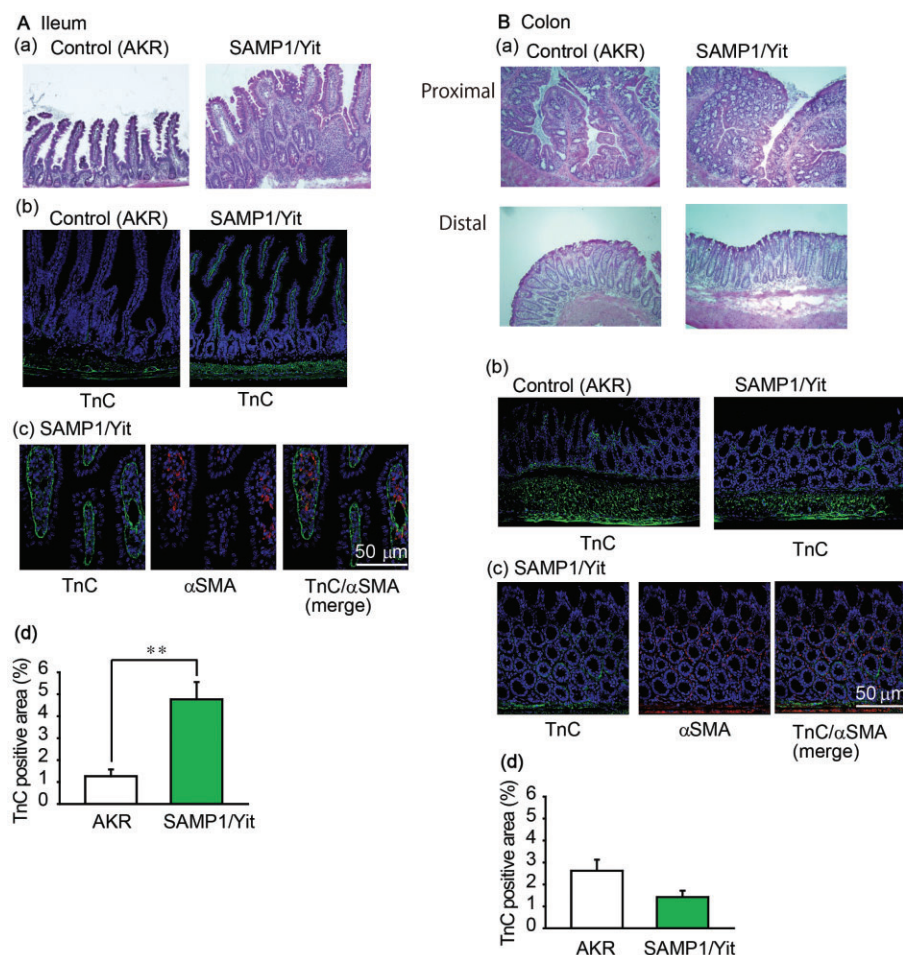 A Ileum
(a)
Control (AKR) SAMP1/Yit
(b)
Control (AKR) SAMP1/Yit
TnC TnC
(c) SAMP1/Yit
50 μm
TnC αSMA TnC/αSMA
(merge)
(d)
TnC positive area (%)
6
5
4
3
2
1
0
**
AKR SAMP1/Yit
B Colon
(a)
Control (AKR) SAMP1/Yit
Proximal
Distal
(b)
Control (AKR) SAMP1/Yit
TnC TnC
(c) SAMP1/Yit
50 μm
TnC αSMA TnC/αSMA
(merge)
(d)
TnC positive area (%)
6
5
4
3
2
1
0
AKR SAMP1/Yit